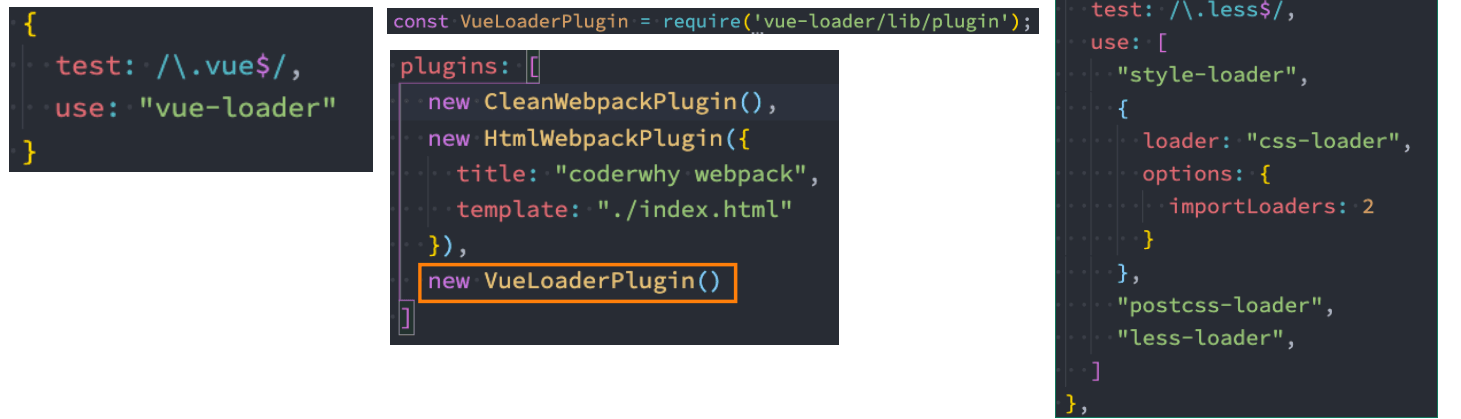 {
test: /\.vue$/,
use: "vue-loader"
}
const VueLoaderPlugin = require('vue-loader/lib/plugin');
plugins: [
new CleanWebpackPlugin(),
new HtmlWebpackPlugin({
title: "coderwhy webpack",
template: "./index.html"
}),
new VueLoaderPlugin()
]
test: /\.less$/,
use: [
"style-loader",
{
loader: "css-loader",
options: {
importLoaders: 2
}
},
"postcss-loader",
"less-loader",
]
},